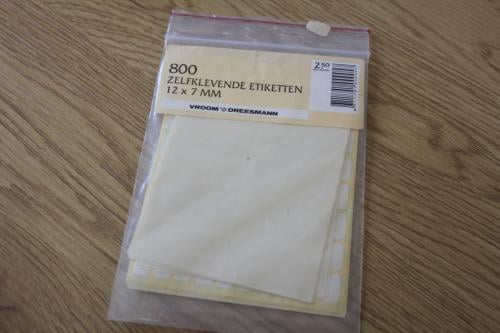 800
ZELFKLEVENDE ETIKETTEN
12 x 7 MM
VROOM DREESMANN
2.50